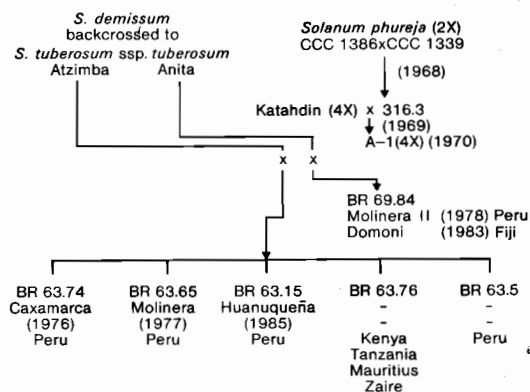 S. demissum
backcrossed to
S. tuberosum ssp. tuberosum
Atzimba Anita
Solanum phureja (2X)
CCC 1386xCCC 1339
(1968)
Katahdin (4X) x 316.3
(1969)
A-1(4X) (1970)
x x
BR 69.84
Molinera II (1978) Peru
Domoni (1983) Fiji
BR 63.74 BR 63.65 BR 63.15 BR 63.76 BR 63.5
Caxamarca Molinera Huanuqueña - -
(1976) (1977) (1985) - -
Peru Peru Peru Kenya Peru
Tanzania
Mauritius
Zaire